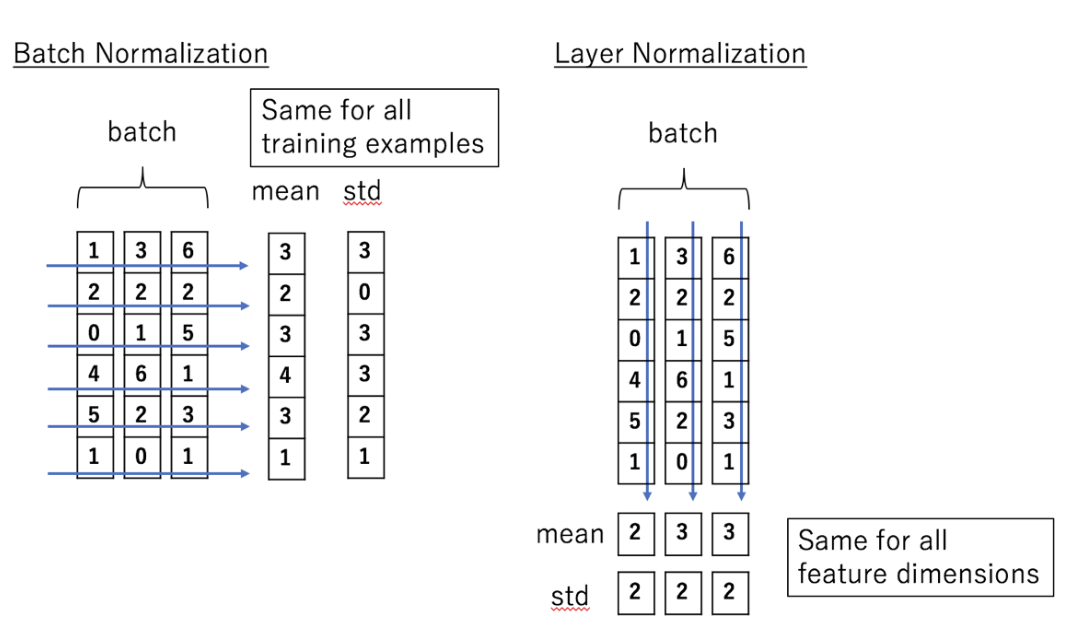 Batch Normalization
Same for all
training examples
batch
mean std
1 3 6 3 3
2 2 2 2 0
0 1 5 3 3
4 6 1 4 3
5 2 3 3 2
1 0 1 1 1
Layer Normalization
batch
1 3 6
2 2 2
0 1 5
4 6 1
5 2 3
1 0 1
mean 2 3 3
std 2 2 2
Same for all
feature dimensions